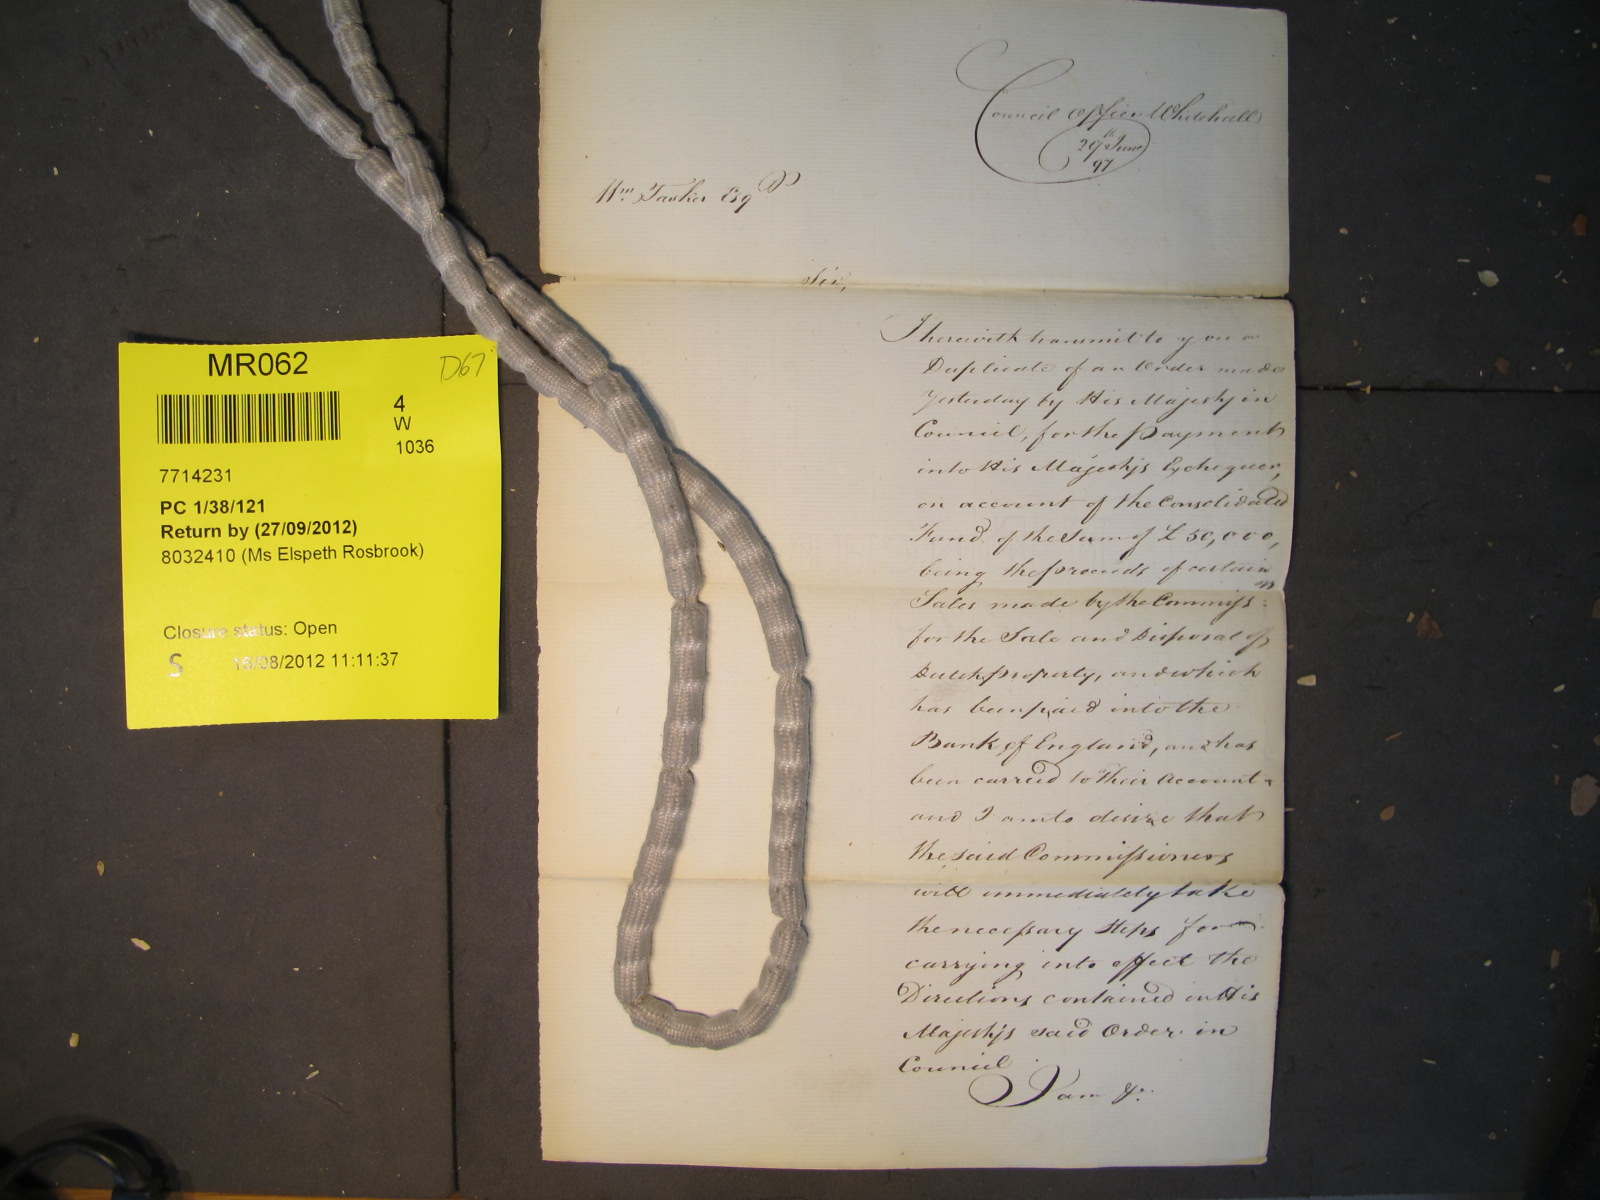 MR062
D67
4
W
1036
7714231
PC 1/38/121
Return by (27/09/2012)
8032410 (Ms Elspeth Rosbrook)
Closure status: Open
S
16/08/2012 11:11:37
Council Office Whitehall
29th June
97
Wm. Tasker Esqr
Sir,
I herewith transmit to you a
Duplicate of an Order made
Yesterday by His Majesty in
Council, for the payment
into His Majestys Exchequer,
on account of the Consolidated
Fund, of the Sum of £50,000,
being the proceeds of certain
Sales made by the Commissrs
for the Sale and Disposal of
Dutch property, and which
has been paid into the
Bank of England, and has
been carried to their Account
and I am to desire that
the said Commissioners
will immediately take
the necessary Steps for
carrying into effect the
Directions contained in His
Majestys said Order in
Council
I am &c.